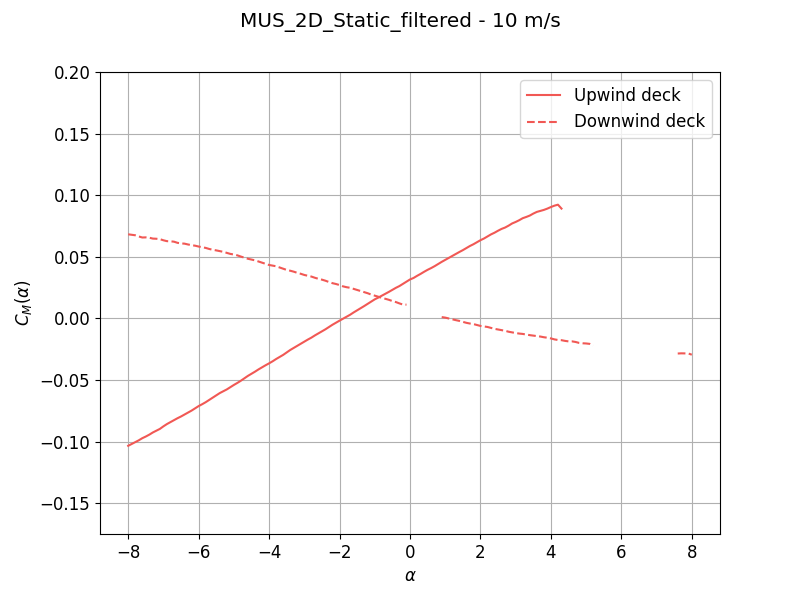 MUS_2D_Static_filtered - 10 m/s
Upwind deck
Downwind deck
0.20
0.15
0.10
0.05
0.00
−0.05
−0.10
−0.15
C_M(α)
−8 −6 −4 −2 0 2 4 6 8
α